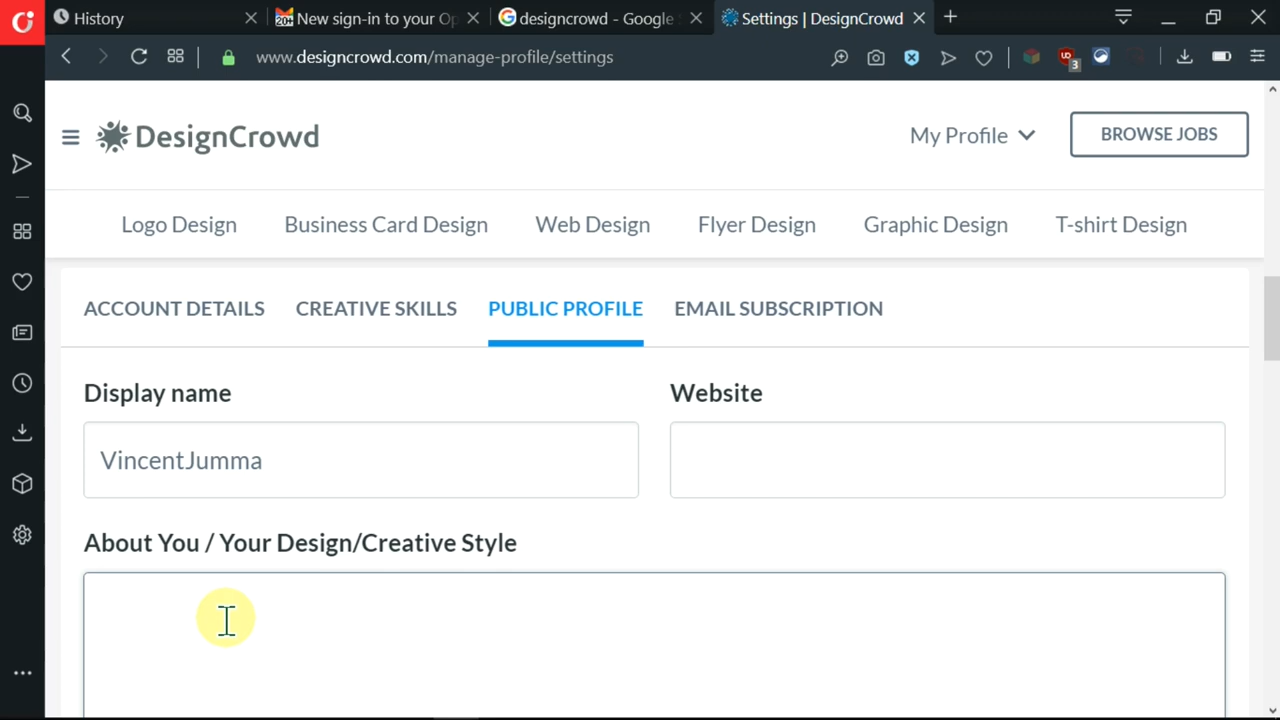 History
20+ New sign-in to your Op
designcrowd - Google
Settings | DesignCrowd
www.designcrowd.com/manage-profile/settings
3
DesignCrowd
My Profile
BROWSE JOBS
Logo Design
Business Card Design
Web Design
Flyer Design
Graphic Design
T-shirt Design
ACCOUNT DETAILS
CREATIVE SKILLS
PUBLIC PROFILE
EMAIL SUBSCRIPTION
Display name
Website
VincentJumma
About You / Your Design/Creative Style